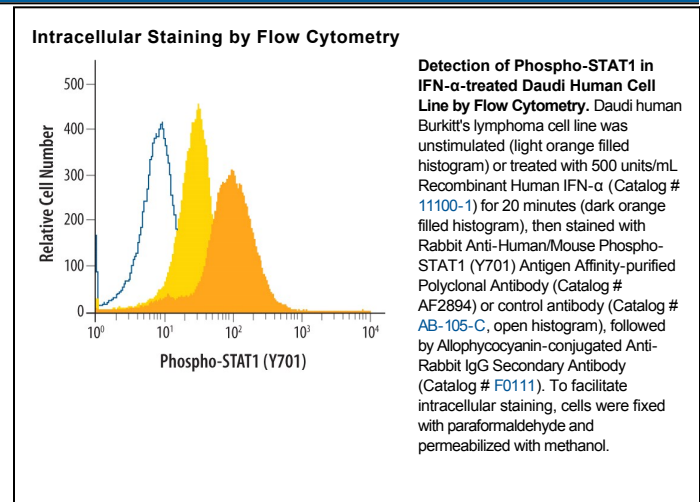 Intracellular Staining by Flow Cytometry
500
400
300
200
100
0
Relative Cell Number
10⁰
10¹
10²
10³
10⁴
Phospho-STAT1 (Y701)
Detection of Phospho-STAT1 in
IFN-α-treated Daudi Human Cell
Line by Flow Cytometry. Daudi human
Burkitt's lymphoma cell line was
unstimulated (light orange filled
histogram) or treated with 500 units/mL
Recombinant Human IFN-α (Catalog #
11100-1) for 20 minutes (dark orange
filled histogram), then stained with
Rabbit Anti-Human/Mouse Phospho-
STAT1 (Y701) Antigen Affinity-purified
Polyclonal Antibody (Catalog #
AF2894) or control antibody (Catalog #
AB-105-C, open histogram), followed
by Allophycocyanin-conjugated Anti-
Rabbit IgG Secondary Antibody
(Catalog # F0111). To facilitate
intracellular staining, cells were fixed
with paraformaldehyde and
permeabilized with methanol.